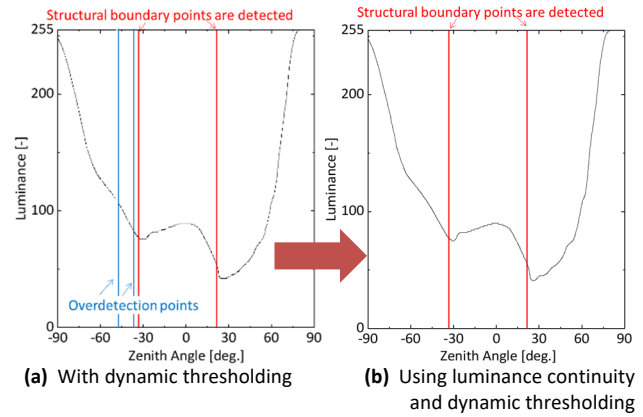 Structural boundary points are detected
255
200
100
0
Luminance [-]
Overdetection points
-90 -60 -30 0 30 60 90
Zenith Angle [deg.]
(a) With dynamic thresholding
Structural boundary points are detected
255
200
100
0
Luminance [-]
-90 -60 -30 0 30 60 90
Zenith Angle [deg.]
(b) Using luminance continuity
and dynamic thresholding